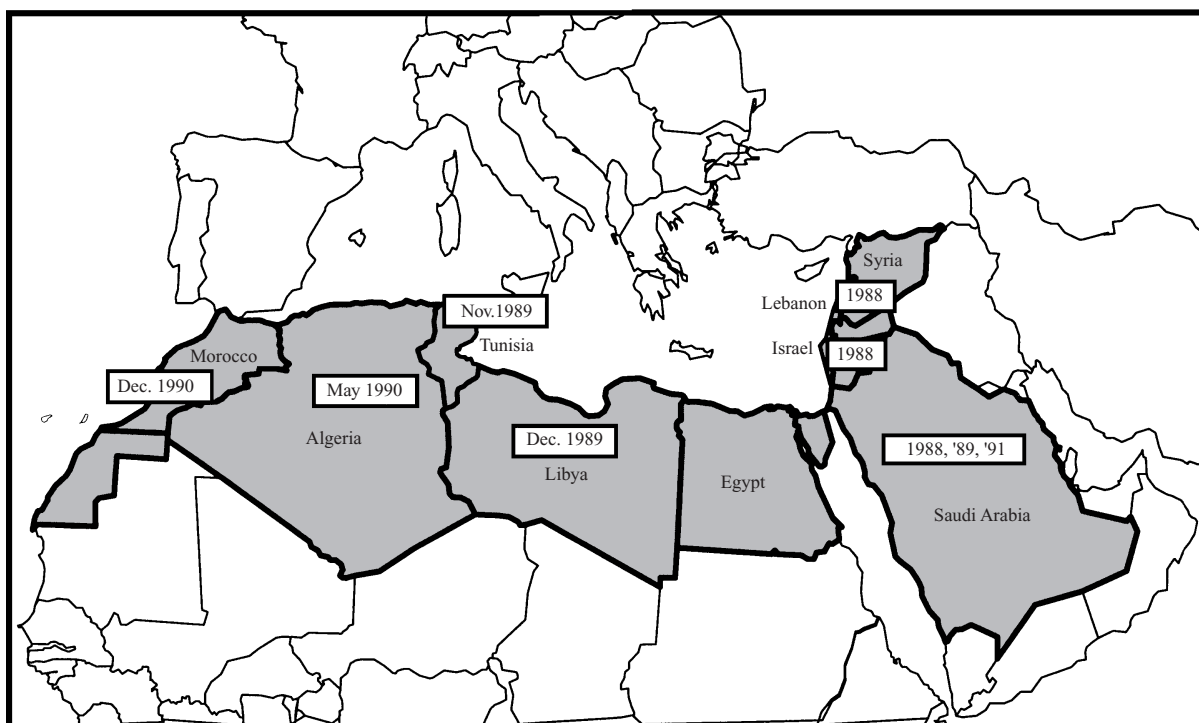 Syria
1988
Lebanon
Nov.1989
Tunisia
Israel
1988
Morocco
Dec. 1990
May 1990
Algeria
Dec. 1989
Libya
1988, '89, '91
Egypt
Saudi Arabia